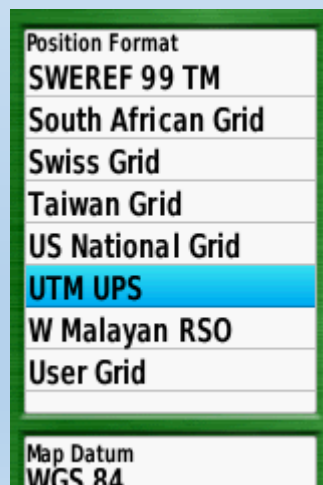 Position Format
SWEREF 99 TM
South African Grid
Swiss Grid
Taiwan Grid
US National Grid
UTM UPS
W Malayan RSO
User Grid
Map Datum
WGS 84